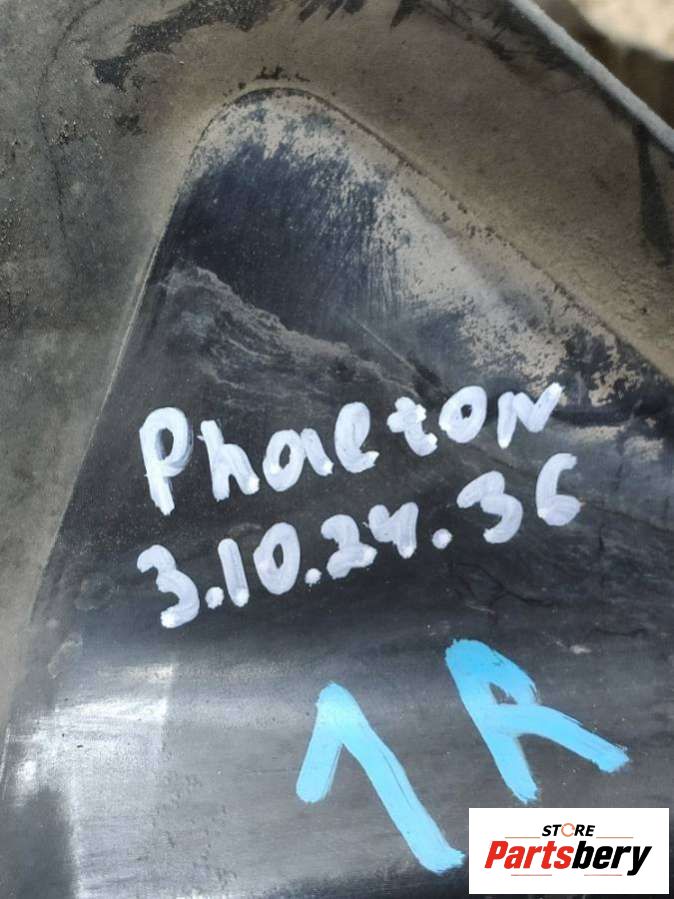 Phaeton
3.10.24.36
1R
STORE
Partsbery